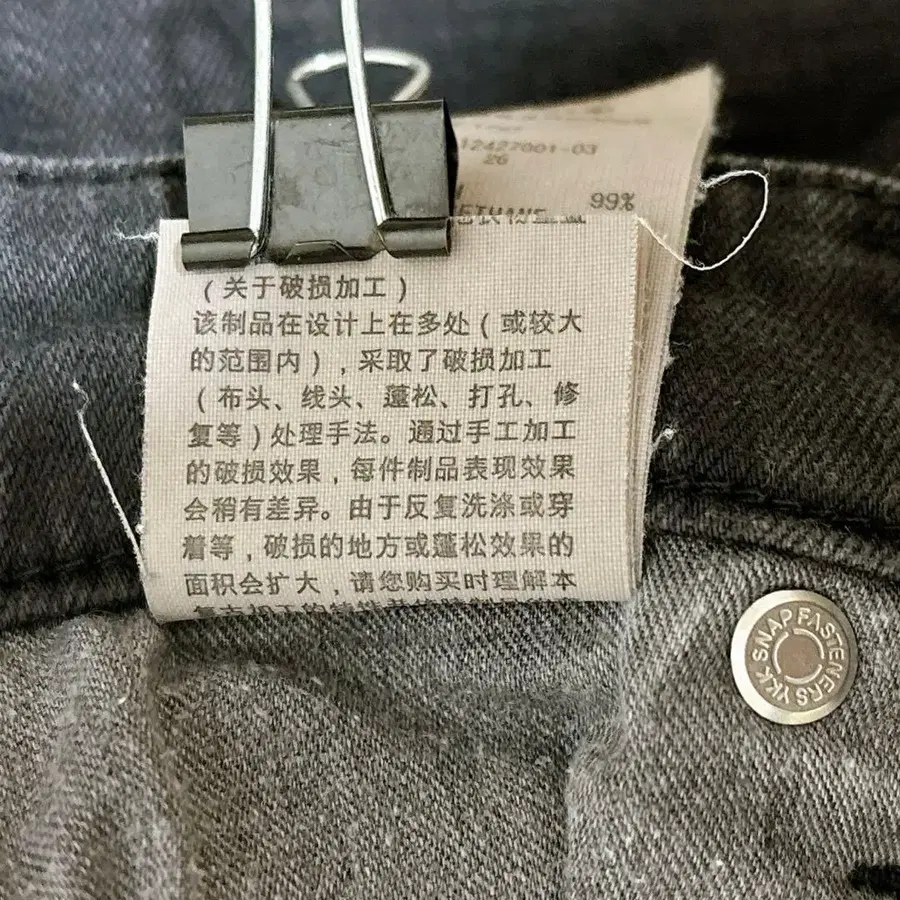 12427001-03
26
99%
(关于破损加工)
该制品在设计上在多处(或较大
的范围内),采取了破损加工
(布头、线头、蓬松、打孔、修
复等)处理手法。通过手工加工
的破损效果,每件制品表现效果
会稍有差异。由于反复洗涤或穿
着等,破损的地方或蓬松效果的
面积会扩大,请您购买时理解本
SNAP FASTENERS YKK